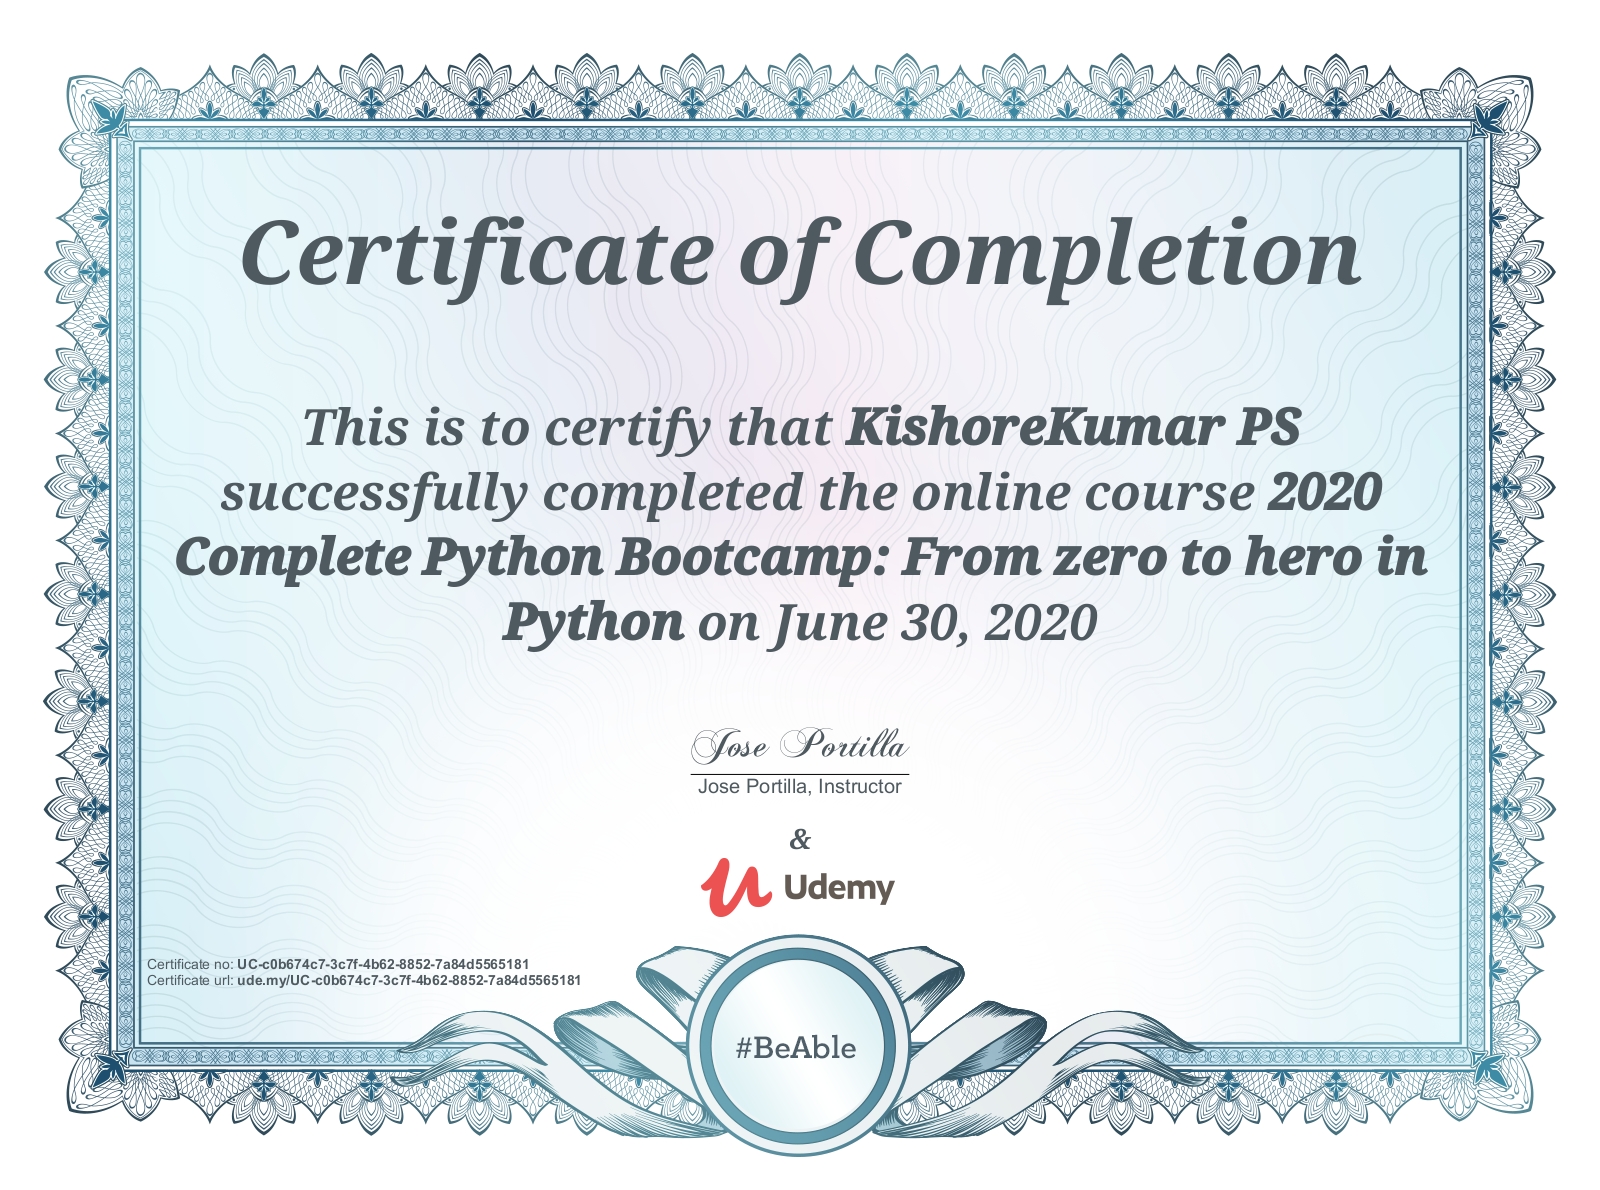 Certificate of Completion
This is to certify that KishoreKumar PS
successfully completed the online course 2020
Complete Python Bootcamp: From zero to hero in
Python on June 30, 2020
Jose Portilla
Jose Portilla, Instructor
&
Udemy
Certificate no: UC-c0b674c7-3c7f-4b62-8852-7a84d5565181
Certificate url: ude.my/UC-c0b674c7-3c7f-4b62-8852-7a84d5565181
#BeAble